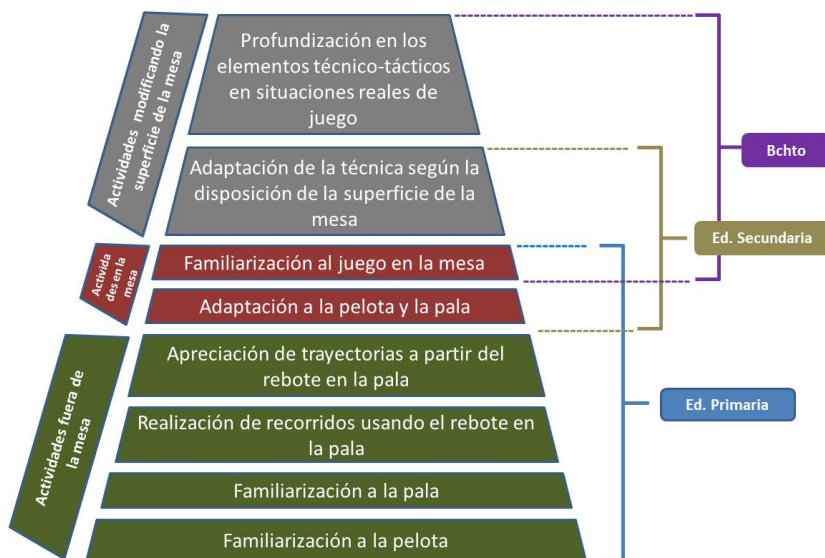 Actividades modificando la
superficie de la mesa
Profundización en los
elementos técnico-tácticos
en situaciones reales de
juego
Adaptación de la técnica según la
disposición de la superficie de la
mesa
Activida
des en la
mesa
Familiarización al juego en la mesa
Adaptación a la pelota y la pala
Actividades fuera de
la mesa
Apreciación de trayectorias a partir del
rebote en la pala
Realización de recorridos usando el rebote en
la pala
Familiarización a la pala
Familiarización a la pelota
Bchto
Ed. Secundaria
Ed. Primaria